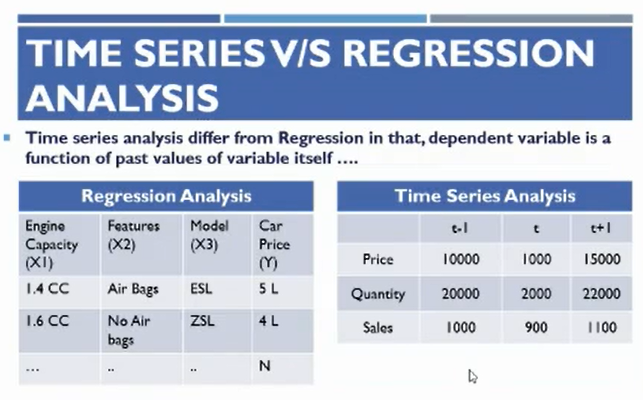 TIME SERIES V/S REGRESSION
ANALYSIS
Time series analysis differ from Regression in that, dependent variable is a
function of past values of variable itself ....
Regression Analysis
Engine Capacity (X1) Features (X2) Model (X3) Car Price (Y)
1.4 CC Air Bags ESL 5 L
1.6 CC No Air bags ZSL 4 L
... .. .. N
Time Series Analysis
t-1 t t+1
Price 10000 1000 15000
Quantity 20000 2000 22000
Sales 1000 900 1100